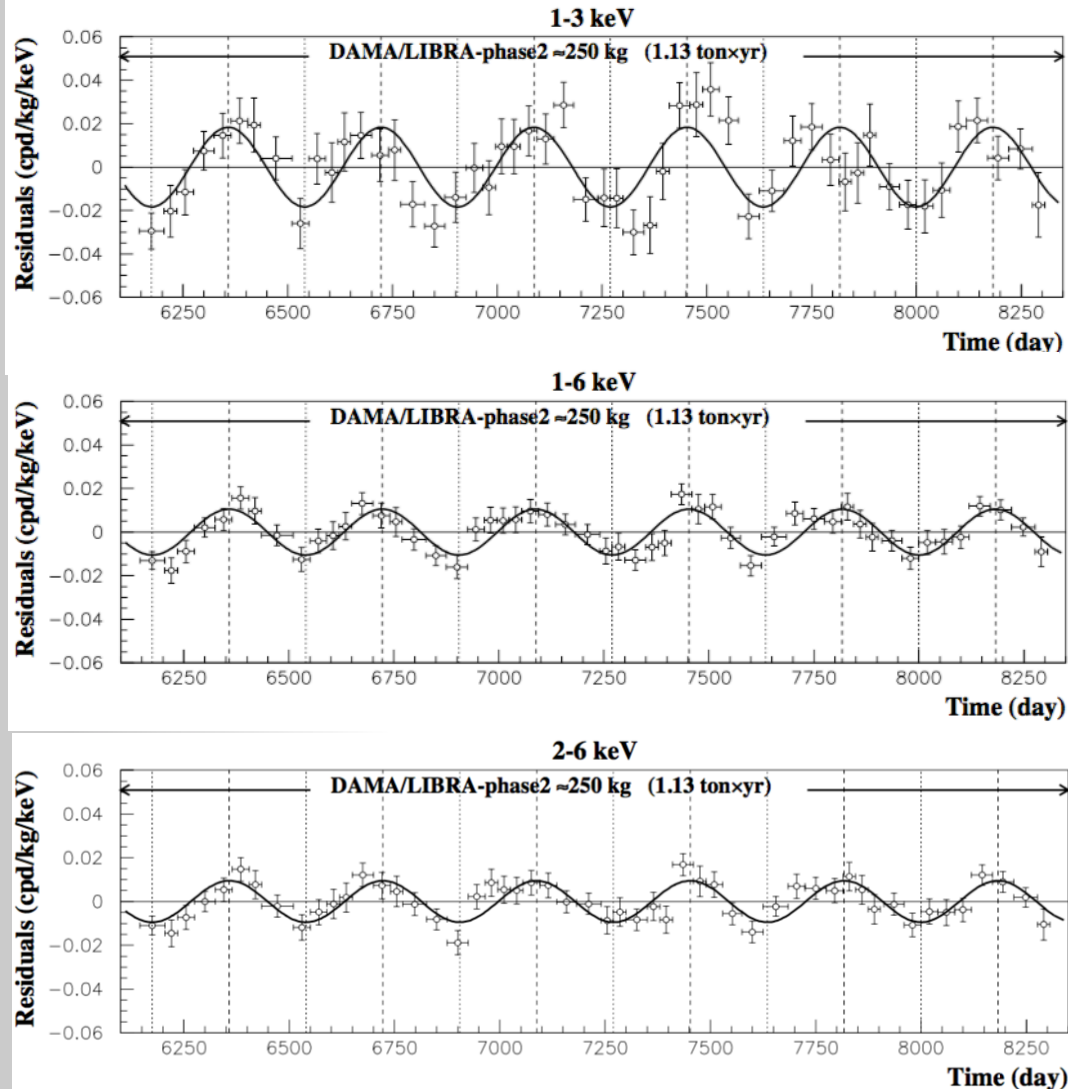 1-3 keV
DAMA/LIBRA-phase2 ≈250 kg (1.13 ton×yr)
Residuals (cpd/kg/keV)
0.06
0.04
0.02
0
-0.02
-0.04
-0.06
6250 6500 6750 7000 7250 7500 7750 8000 8250
Time (day)
1-6 keV
DAMA/LIBRA-phase2 ≈250 kg (1.13 ton×yr)
Residuals (cpd/kg/keV)
0.06
0.04
0.02
0
-0.02
-0.04
-0.06
6250 6500 6750 7000 7250 7500 7750 8000 8250
Time (day)
2-6 keV
DAMA/LIBRA-phase2 ≈250 kg (1.13 ton×yr)
Residuals (cpd/kg/keV)
0.06
0.04
0.02
0
-0.02
-0.04
-0.06
6250 6500 6750 7000 7250 7500 7750 8000 8250
Time (day)